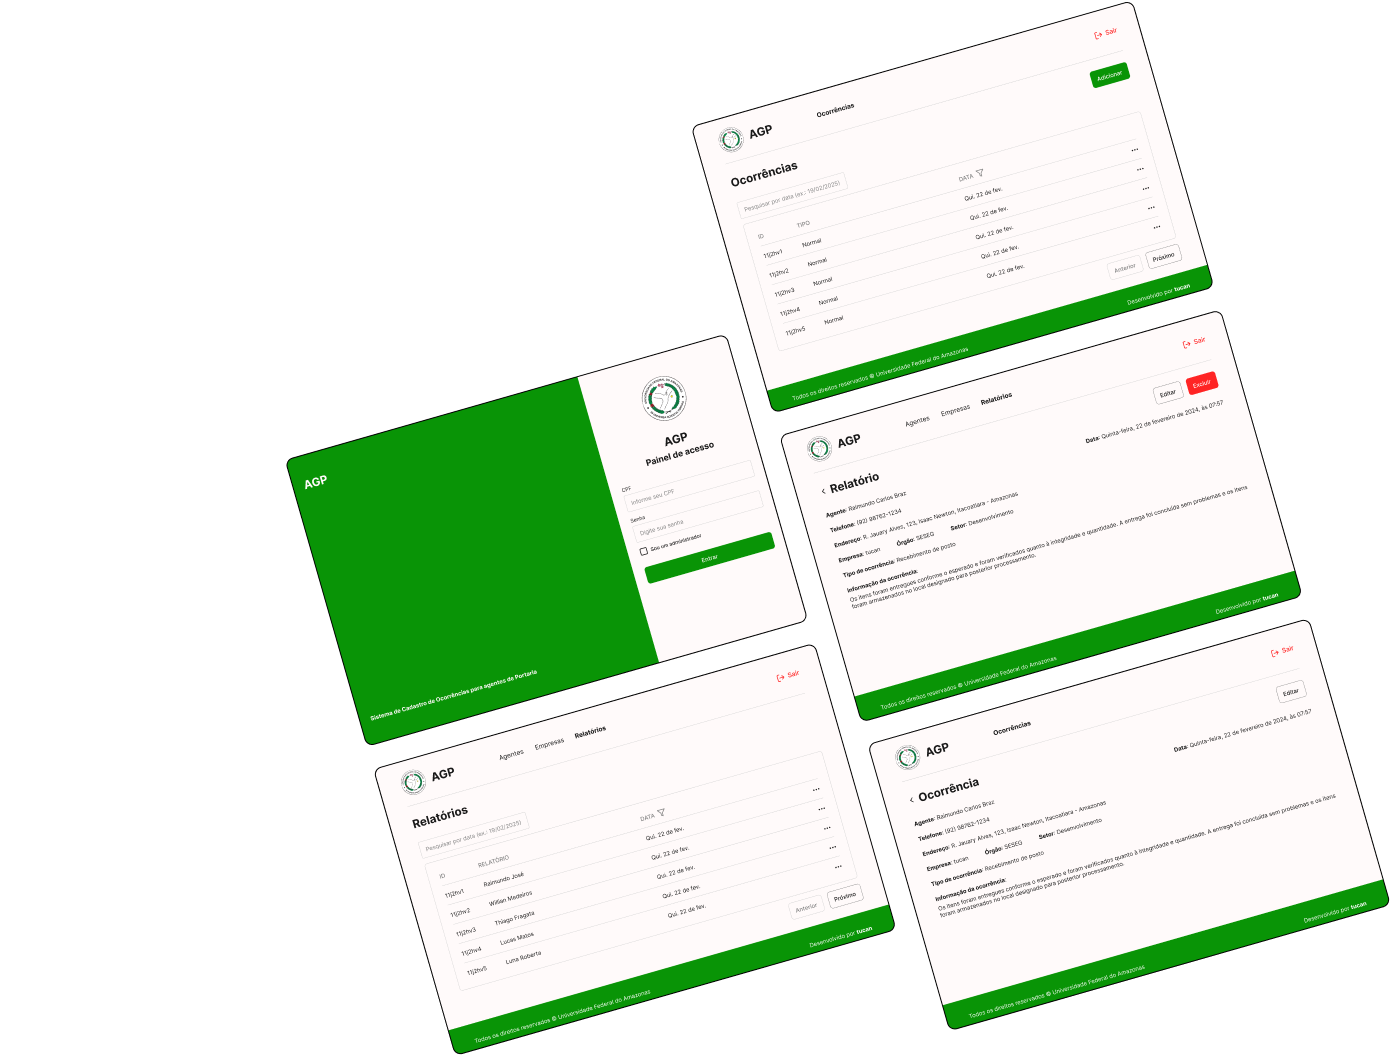 AGP
Ocorrências
Sair
Adicionar
Ocorrências
Pesquisar por data (ex.: 19/02/2025)
ID TIPO DATA
11j2hv1 Normal Qui. 22 de fev. ...
11j2hv2 Normal Qui. 22 de fev. ...
11j2hv3 Normal Qui. 22 de fev. ...
11j2hv4 Normal Qui. 22 de fev. ...
11j2hv5 Normal Qui. 22 de fev. ...
Anterior Próximo
Todos os direitos reservados © Universidade Federal do Amazonas Desenvolvido por tucan
AGP
Sistema de Cadastro de Ocorrências para agentes de Portaria
AGP
Painel de acesso
CPF
Informe seu CPF
Senha
Digite sua senha
Sou um administrador
Entrar
AGP
Agentes Empresas Relatórios
Sair
Editar Excluir
Relatório
Data: Quinta-feira, 22 de fevereiro de 2024, às 07:57
Agente: Raimundo Carlos Braz
Telefone: (92) 98762-1234
Endereço: R. Jauary Alves, 123, Isaac Newton, Itacoatiara - Amazonas
Empresa: tucan Órgão: SESEG Setor: Desenvolvimento
Tipo de ocorrência: Recebimento de posto
Informação da ocorrência:
Os itens foram entregues conforme o esperado e foram verificados quanto à integridade e quantidade. A entrega foi concluída sem problemas e os itens
foram armazenados no local designado para posterior processamento.
Todos os direitos reservados © Universidade Federal do Amazonas Desenvolvido por tucan
AGP
Agentes Empresas Relatórios
Sair
Relatórios
Pesquisar por data (ex.: 19/02/2025)
ID RELATÓRIO DATA
11j2hv1 Raimundo José Qui. 22 de fev. ...
11j2hv2 Willian Medeiros Qui. 22 de fev. ...
11j2hv3 Thiago Fragata Qui. 22 de fev. ...
11j2hv4 Lucas Matos Qui. 22 de fev. ...
11j2hv5 Luna Roberta Qui. 22 de fev. ...
Anterior Próximo
Todos os direitos reservados © Universidade Federal do Amazonas Desenvolvido por tucan
AGP
Ocorrências
Sair
Editar
Ocorrência
Data: Quinta-feira, 22 de fevereiro de 2024, às 07:57
Agente: Raimundo Carlos Braz
Telefone: (92) 98762-1234
Endereço: R. Jauary Alves, 123, Isaac Newton, Itacoatiara - Amazonas
Empresa: tucan Órgão: SESEG Setor: Desenvolvimento
Tipo de ocorrência: Recebimento de posto
Informação da ocorrência:
Os itens foram entregues conforme o esperado e foram verificados quanto à integridade e quantidade. A entrega foi concluída sem problemas e os itens
foram armazenados no local designado para posterior processamento.
Todos os direitos reservados © Universidade Federal do Amazonas Desenvolvido por tucan